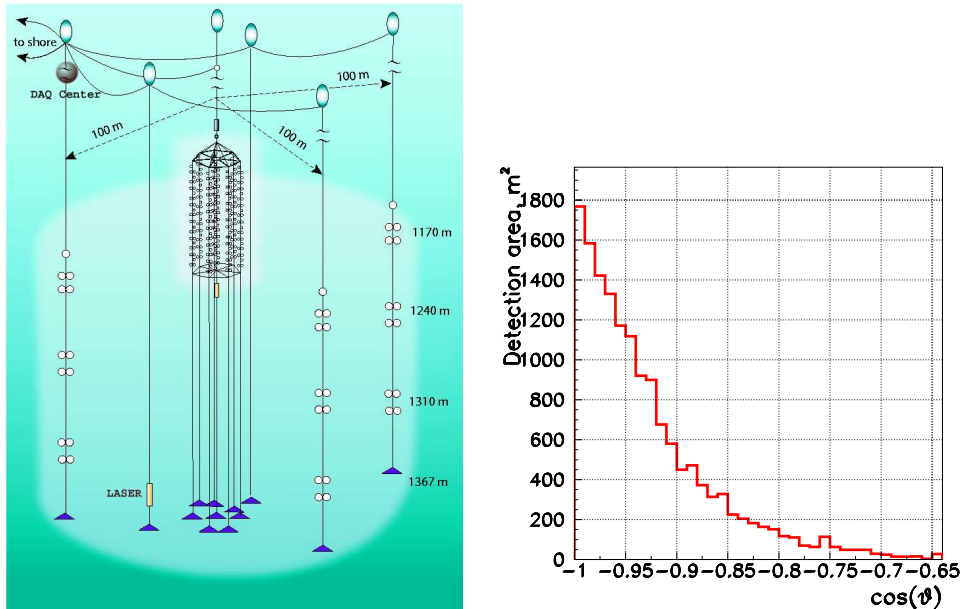 to shore
DAQ Center
100 m
100 m
100 m
1170 m
1240 m
1310 m
1367 m
LASER
Detection area, m²
1800
1600
1400
1200
1000
800
600
400
200
0
-1 -0.95 -0.9 -0.85 -0.8 -0.75 -0.7 -0.65
cos(ϑ)